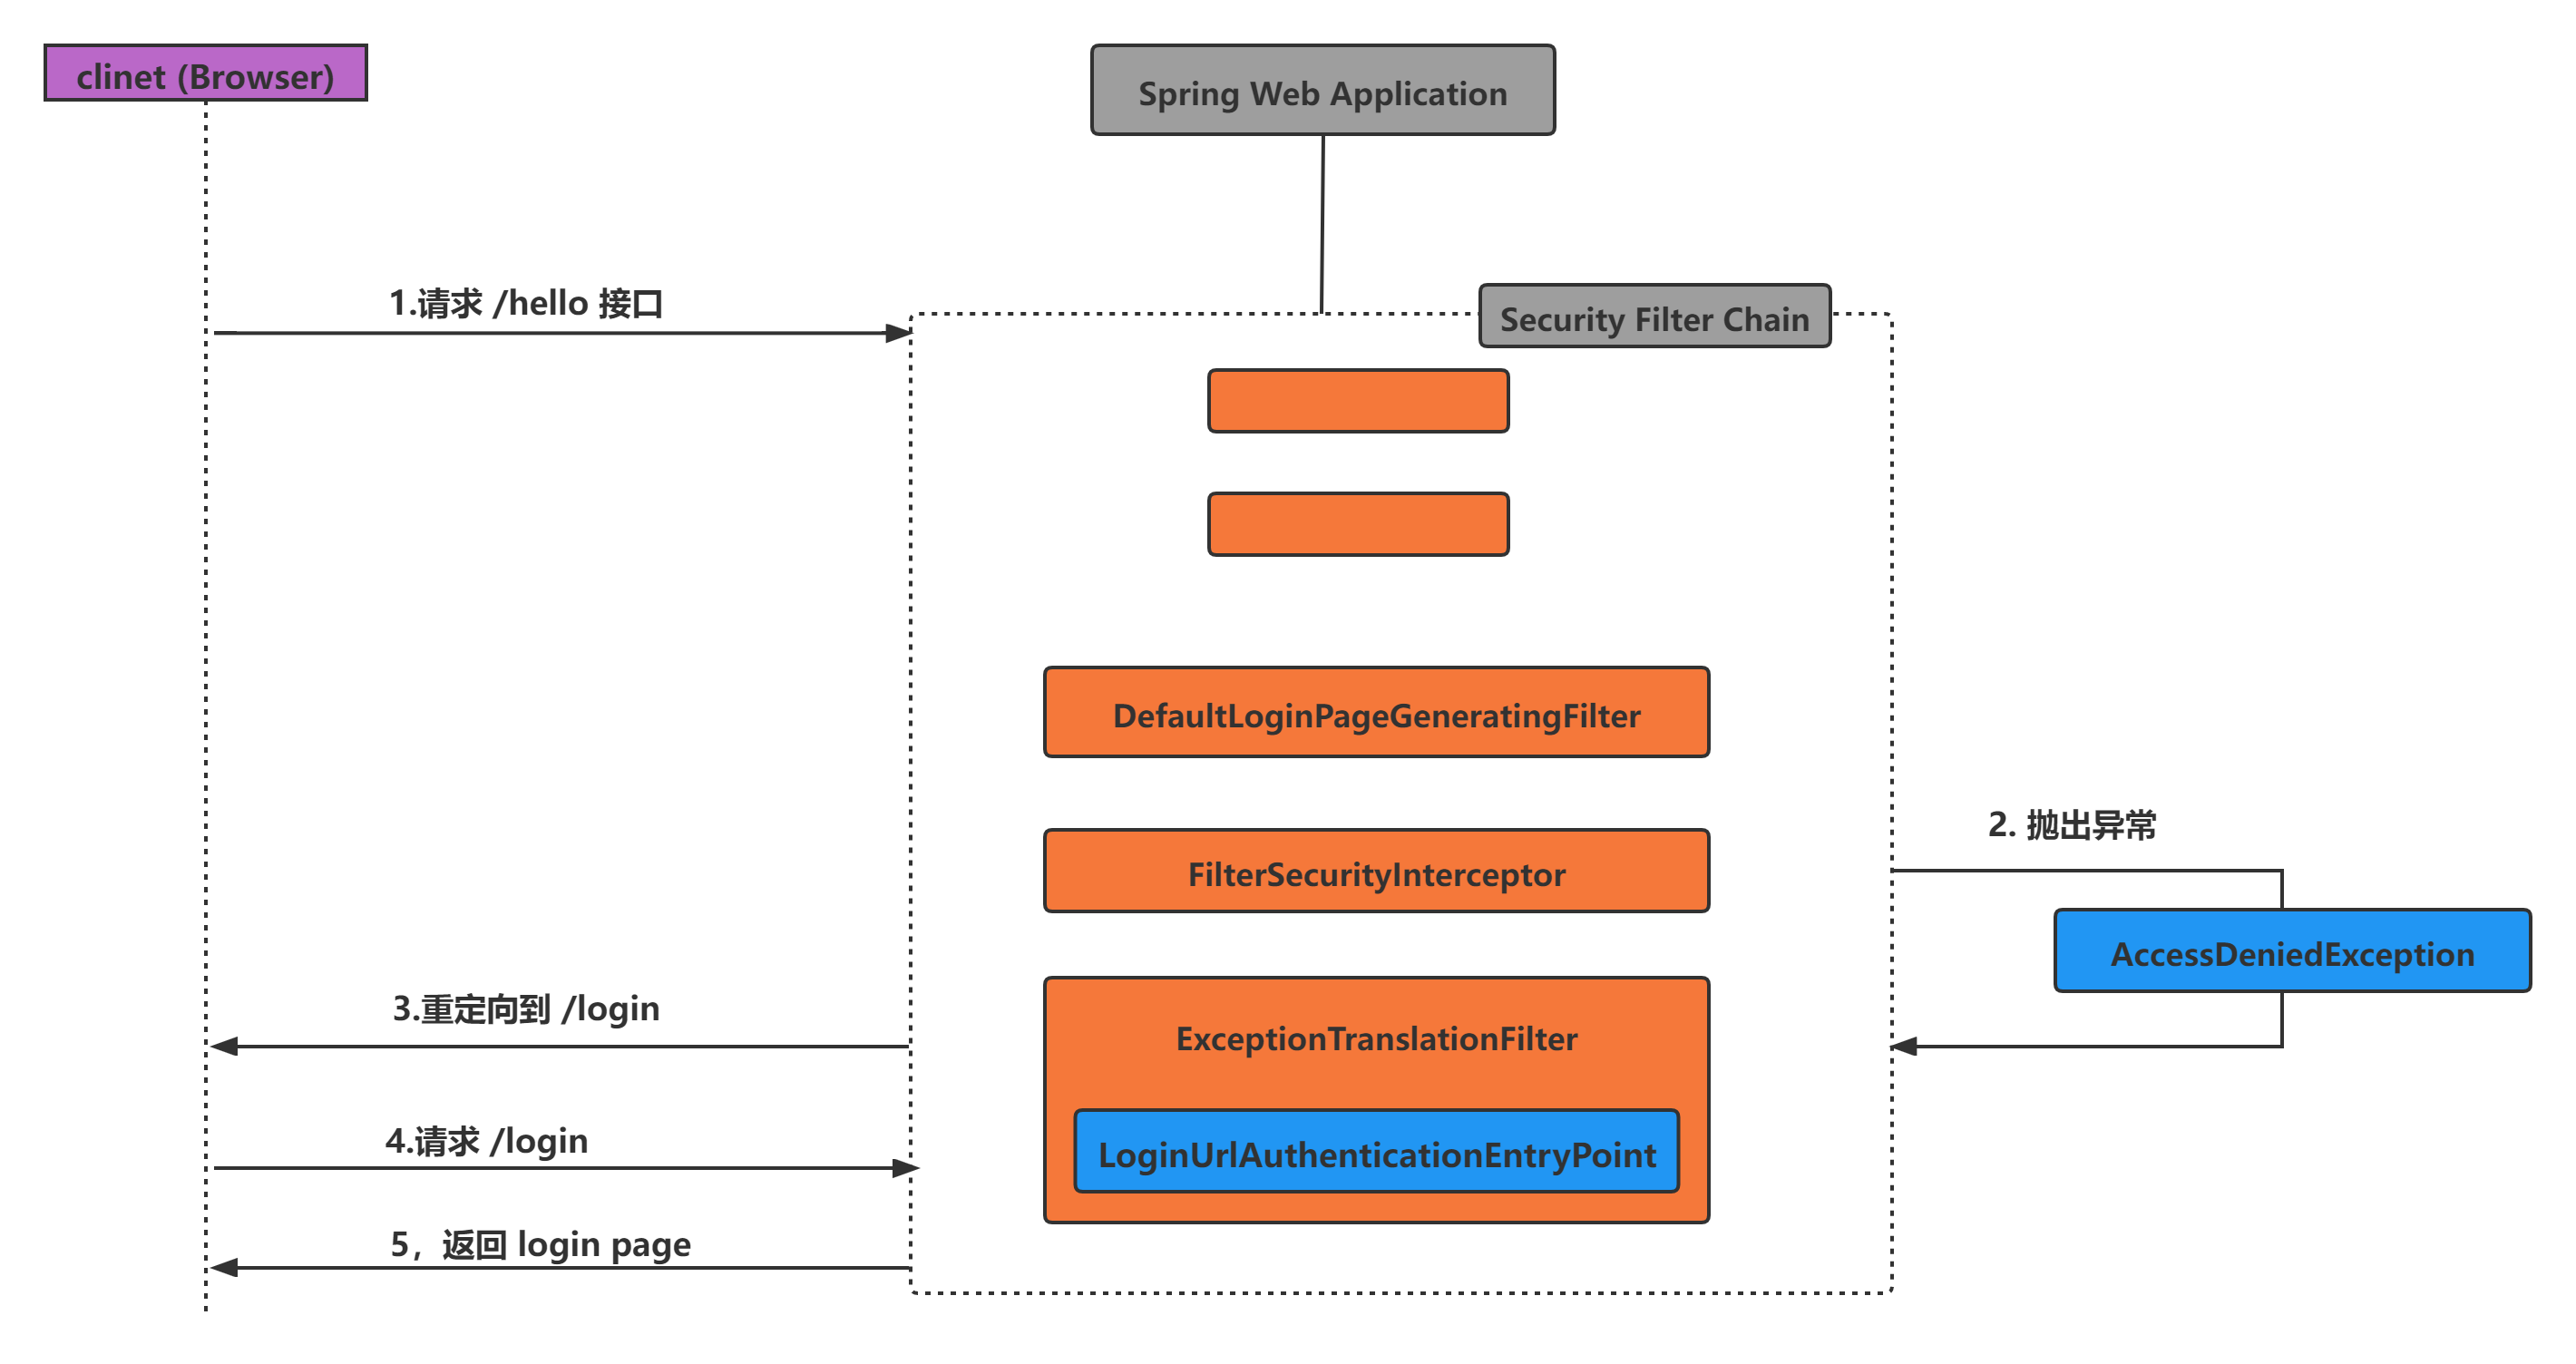 clinet (Browser)
Spring Web Application
1.请求 /hello 接口
Security Filter Chain
DefaultLoginPageGeneratingFilter
2. 抛出异常
FilterSecurityInterceptor
AccessDeniedException
3.重定向到 /login
ExceptionTranslationFilter
4.请求 /login
LoginUrlAuthenticationEntryPoint
5，返回 login page